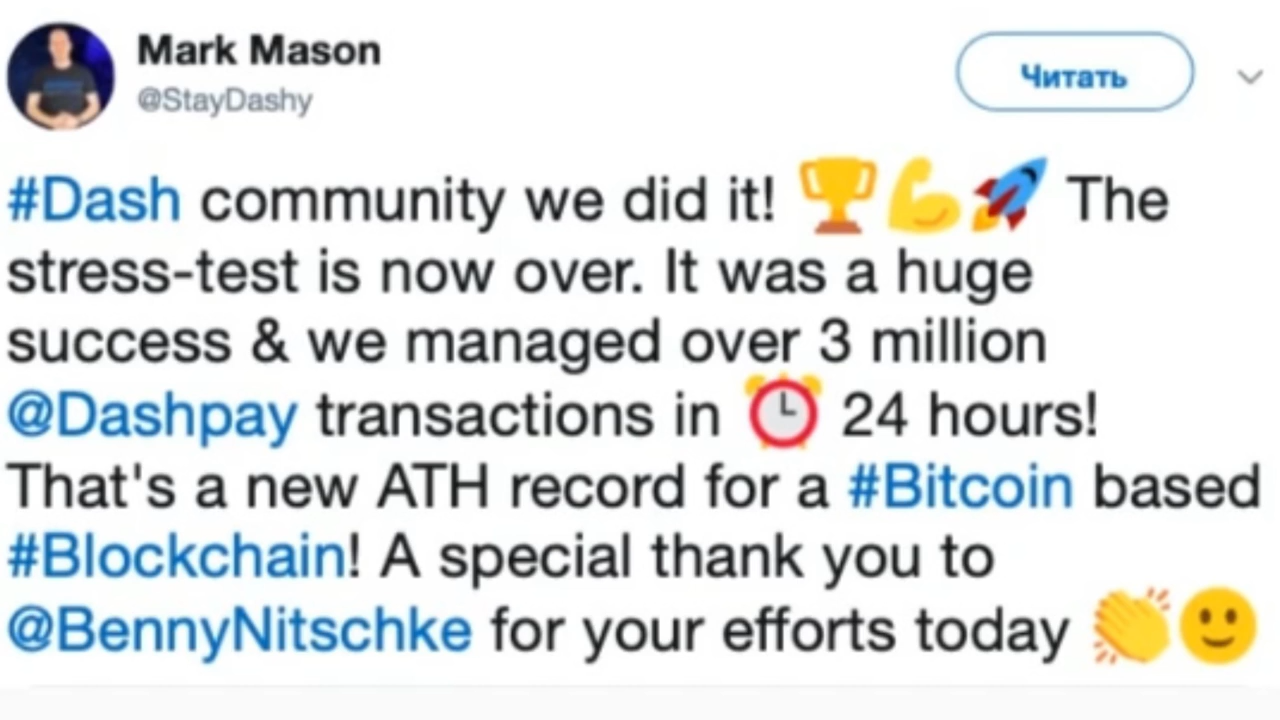 Mark Mason
@StayDashy
Читать
#Dash community we did it! 🏆💪🚀 The
stress-test is now over. It was a huge
success & we managed over 3 million
@Dashpay transactions in ⏰ 24 hours!
That's a new ATH record for a #Bitcoin based
#Blockchain! A special thank you to
@BennyNitschke for your efforts today 👏🙂